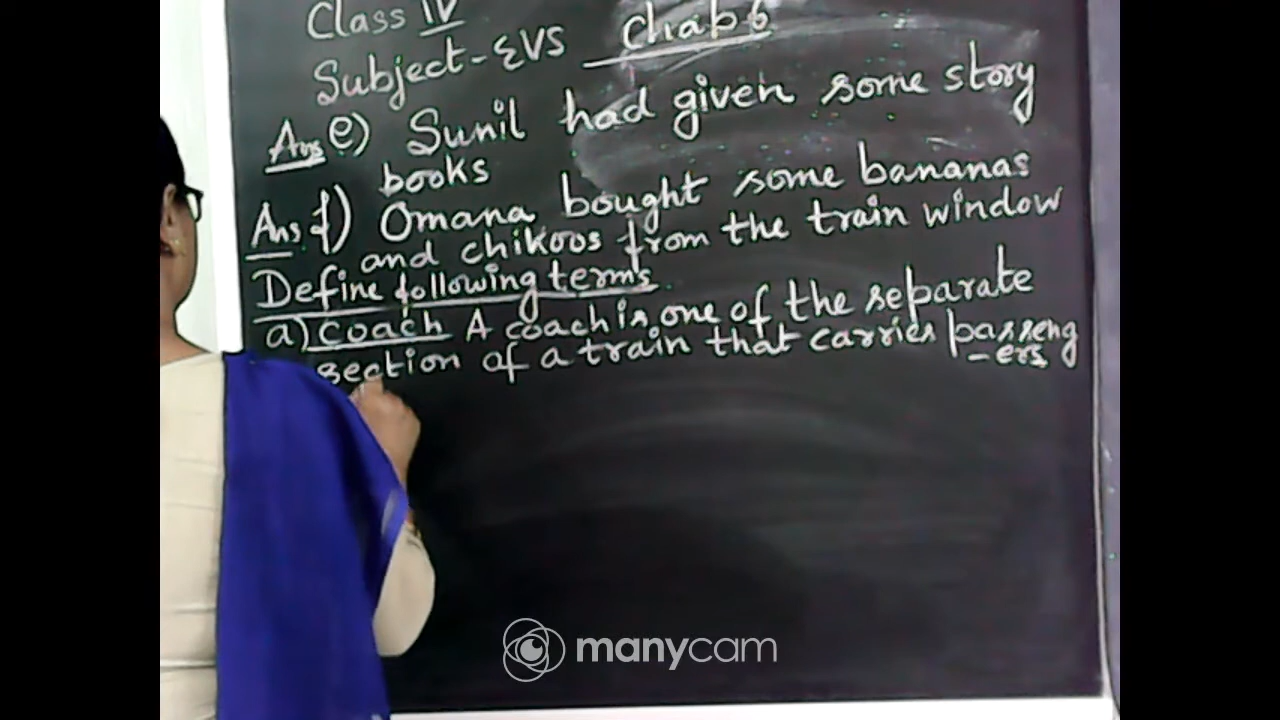 Class IV
Subject - EVS Chap 6
Ans e) Sunil had given some story
books
Ans f) Omana bought some bananas
and chikoos from the train window
Define following terms.
a) coach A coach is one of the separate
section of a train that carries passeng
-ers
manycam